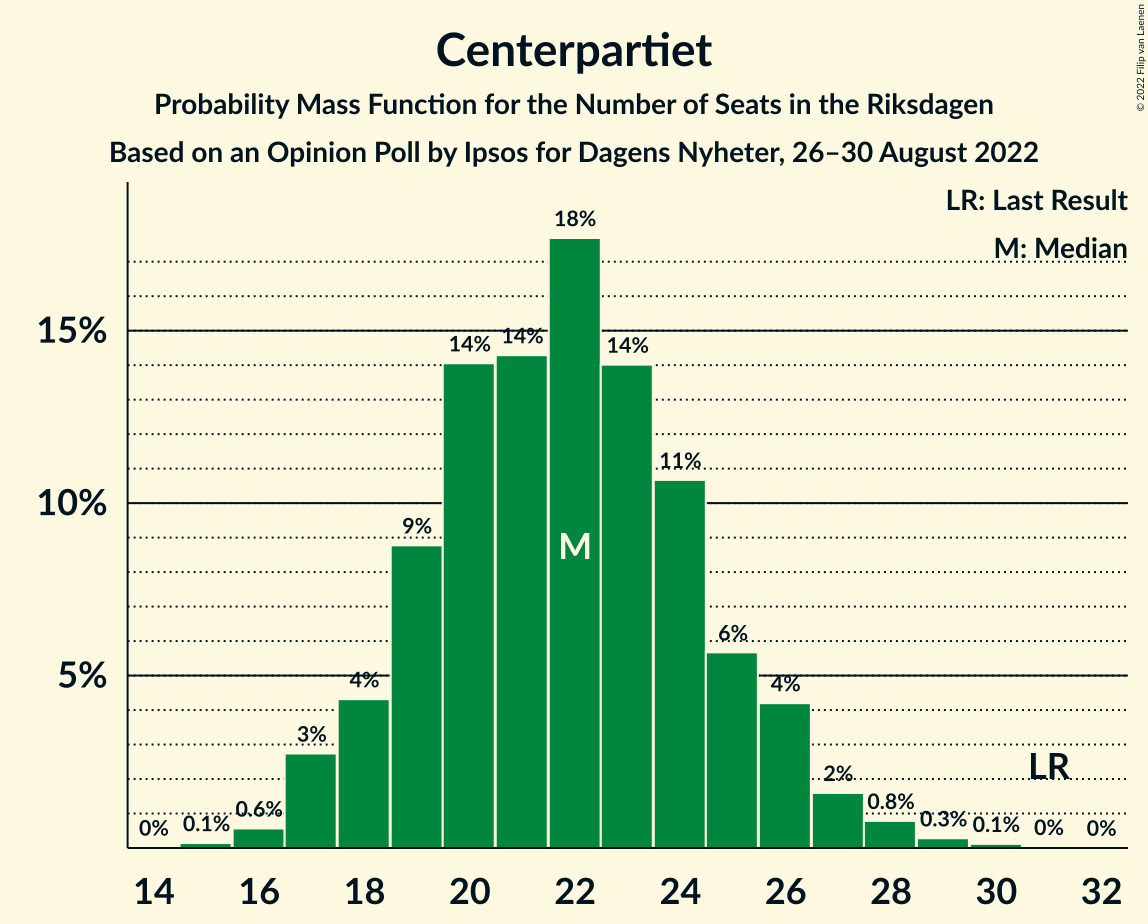 Centerpartiet
Probability Mass Function for the Number of Seats in the Riksdagen
Based on an Opinion Poll by Ipsos for Dagens Nyheter, 26–30 August 2022
© 2022 Filip van Laenen
LR: Last Result
M: Median
15%
10%
5%
0%
0.1%
0.6%
3%
4%
9%
14%
14%
18%
14%
11%
6%
4%
2%
0.8%
0.3%
0.1%
0%
0%
M
LR
14 16 18 20 22 24 26 28 30 32